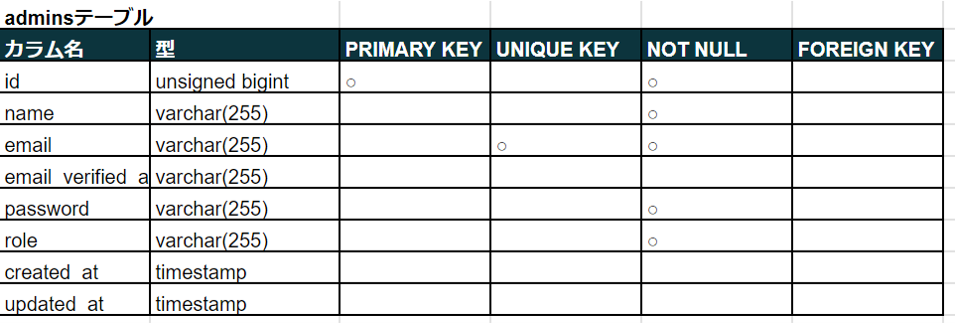 adminsテーブル
カラム名 型 PRIMARY KEY UNIQUE KEY NOT NULL FOREIGN KEY
id unsigned bigint ○ ○
name varchar(255) ○
email varchar(255) ○ ○
email_verified_a varchar(255)
password varchar(255) ○
role varchar(255) ○
created_at timestamp
updated_at timestamp